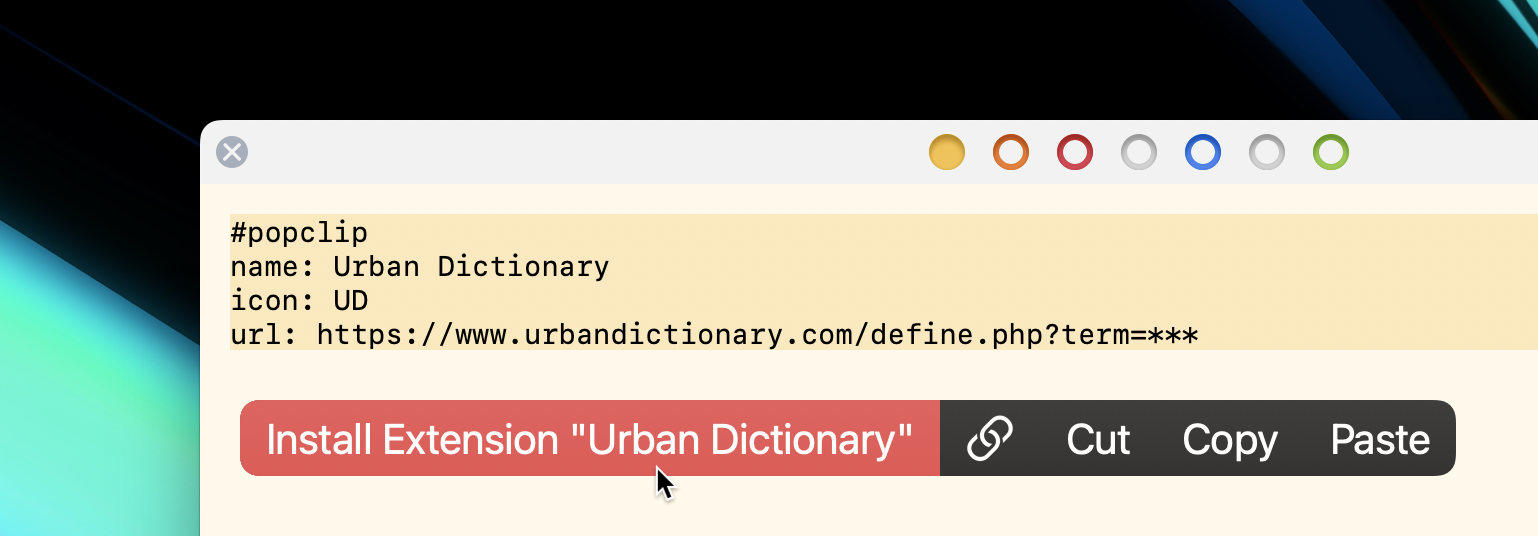 #popclip
name: Urban Dictionary
icon: UD
url: https://www.urbandictionary.com/define.php?term=***
Install Extension "Urban Dictionary" Cut Copy Paste